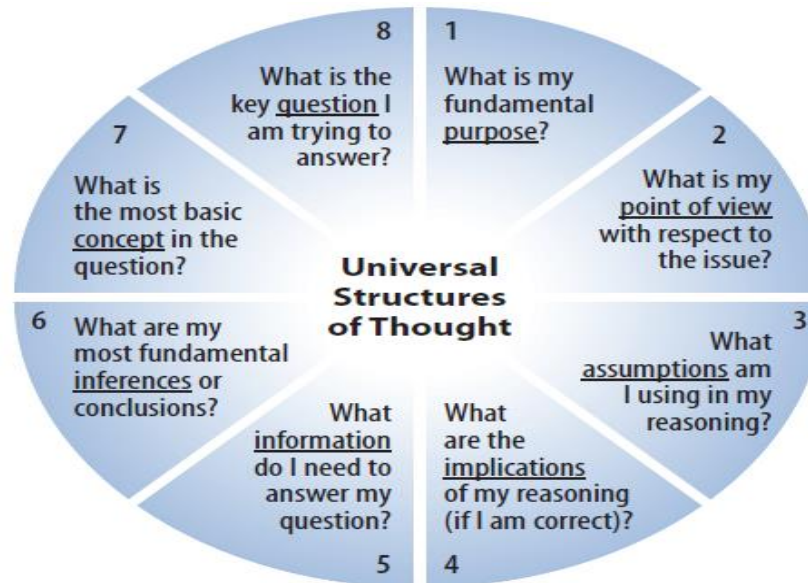 Universal
Structures
of Thought
1
What is my
fundamental
purpose?
2
What is my
point of view
with respect to
the issue?
3
What
assumptions am
I using in my
reasoning?
4
What
are the
implications
of my reasoning
(if I am correct)?
5
What
information
do I need to
answer my
question?
6
What are my
most fundamental
inferences or
conclusions?
7
What is
the most basic
concept in the
question?
8
What is the
key question I
am trying to
answer?